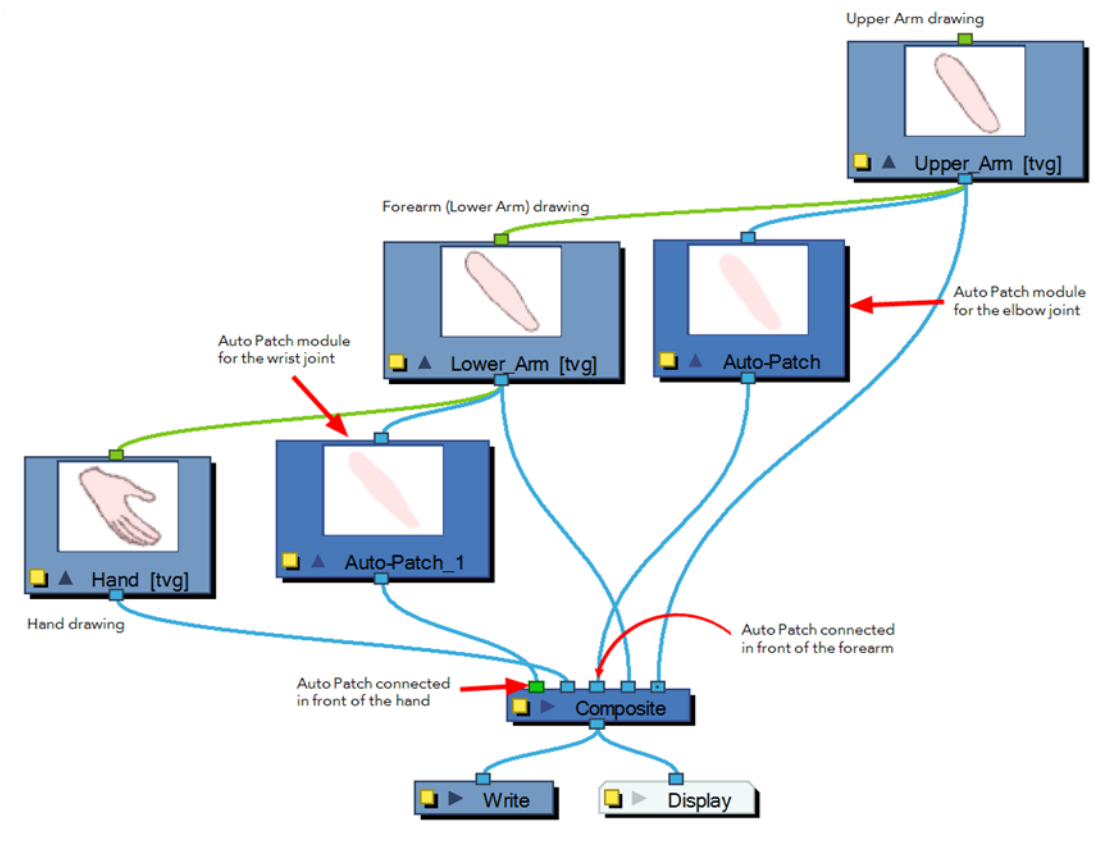 Upper Arm drawing
Upper_Arm [tvg]
Forearm (Lower Arm) drawing
Auto Patch module
for the elbow joint
Auto Patch module
for the wrist joint
Lower_Arm [tvg]
Auto-Patch
Hand [tvg]
Auto-Patch_1
Hand drawing
Auto Patch connected
in front of the forearm
Auto Patch connected
in front of the hand
Composite
Write
Display